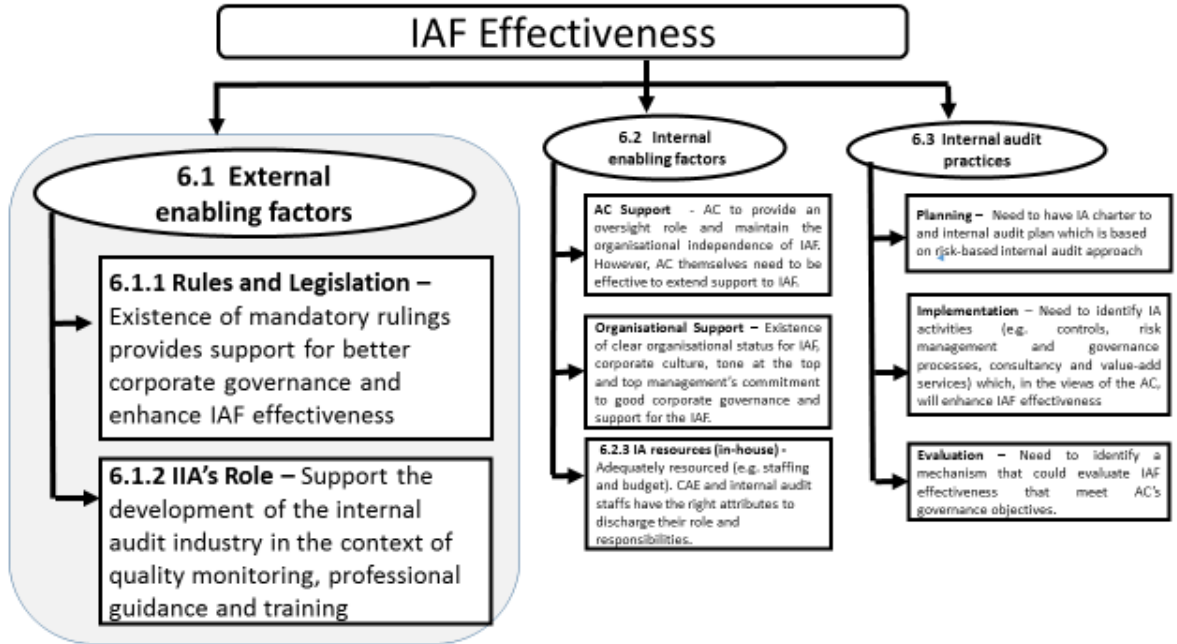 IAF Effectiveness
6.1 External
enabling factors
6.1.1 Rules and Legislation –
Existence of mandatory rulings
provides support for better
corporate governance and
enhance IAF effectiveness
6.1.2 IIA's Role – Support the
development of the internal
audit industry in the context of
quality monitoring, professional
guidance and training
6.2 Internal
enabling factors
AC Support - AC to provide an
oversight role and maintain the
organisational independence of IAF.
However, AC themselves need to be
effective to extend support to IAF.
Organisational Support – Existence
of clear organisational status for IAF,
corporate culture, tone at the top
and top management's commitment
to good corporate governance and
support for the IAF.
6.2.3 IA resources (in-house) -
Adequately resourced (e.g. staffing
and budget). CAE and internal audit
staffs have the right attributes to
discharge their role and
responsibilities.
6.3 Internal audit
practices
Planning – Need to have IA charter to
and internal audit plan which is based
on risk-based internal audit approach
Implementation – Need to identify IA
activities (e.g. controls, risk
management and governance
processes, consultancy and value-add
services) which, in the views of the AC,
will enhance IAF effectiveness
Evaluation – Need to identify a
mechanism that could evaluate IAF
effectiveness that meet AC's
governance objectives.